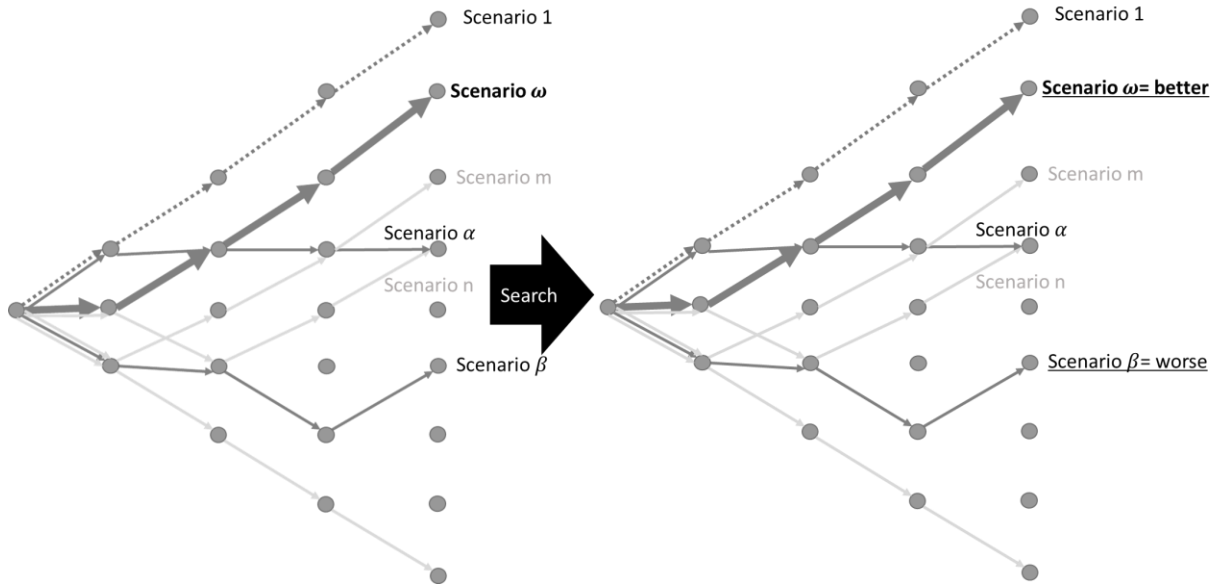 Scenario 1
Scenario ω
Scenario m
Scenario α
Scenario n
Scenario β
Search
Scenario 1
Scenario ω= better
Scenario m
Scenario α
Scenario n
Scenario β= worse